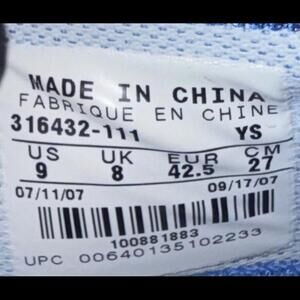 MADE IN CHINA
FABRIQUE EN CHINE
316432-111 YS
US UK EUR CM
9 8 42.5 27
07/11/07 09/17/07
100881883
UPC 00640135102233